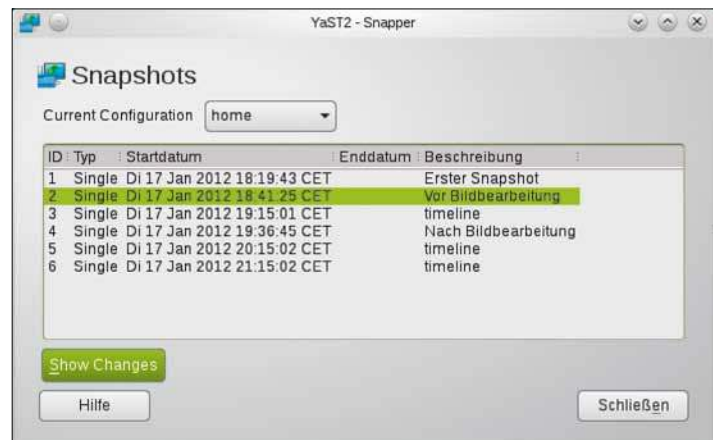 YaST2 - Snapper
Snapshots
Current Configuration home
ID Typ Startdatum Enddatum Beschreibung
1 Single Di 17 Jan 2012 18:19:43 CET Erster Snapshot
2 Single Di 17 Jan 2012 18:41:25 CET Vor Bildbearbeitung
3 Single Di 17 Jan 2012 19:15:01 CET timeline
4 Single Di 17 Jan 2012 19:36:45 CET Nach Bildbearbeitung
5 Single Di 17 Jan 2012 20:15:02 CET timeline
6 Single Di 17 Jan 2012 21:15:02 CET timeline
Show Changes
Hilfe Schließen